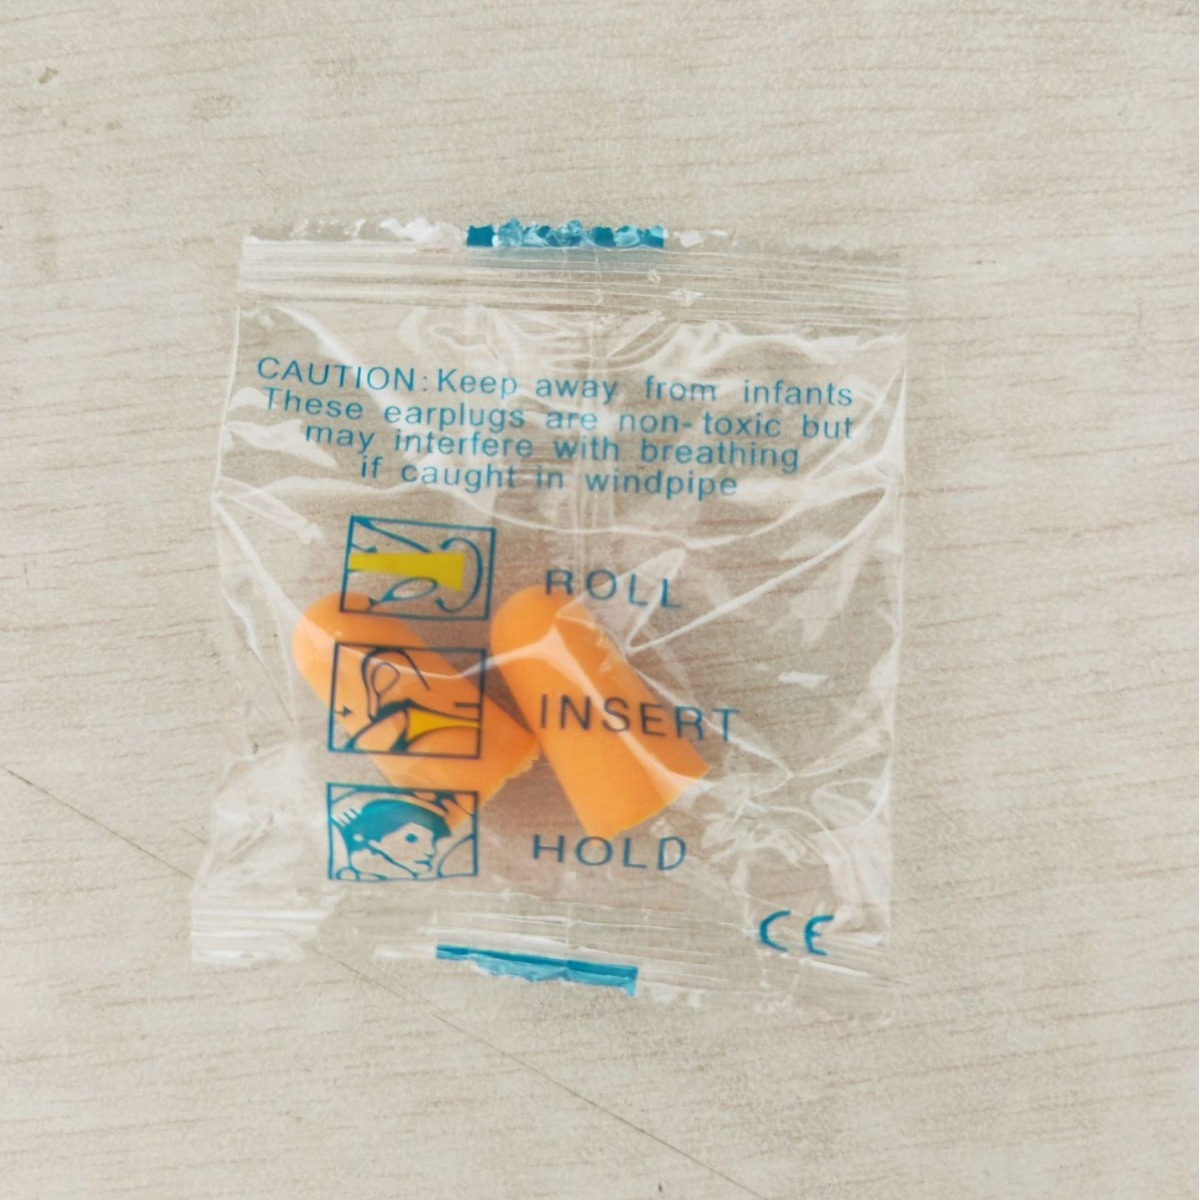 CAUTION:Keep away from infants
These earplugs are non-toxic but
may interfere with breathing
if caught in windpipe
ROLL
INSERT
HOLD
CE